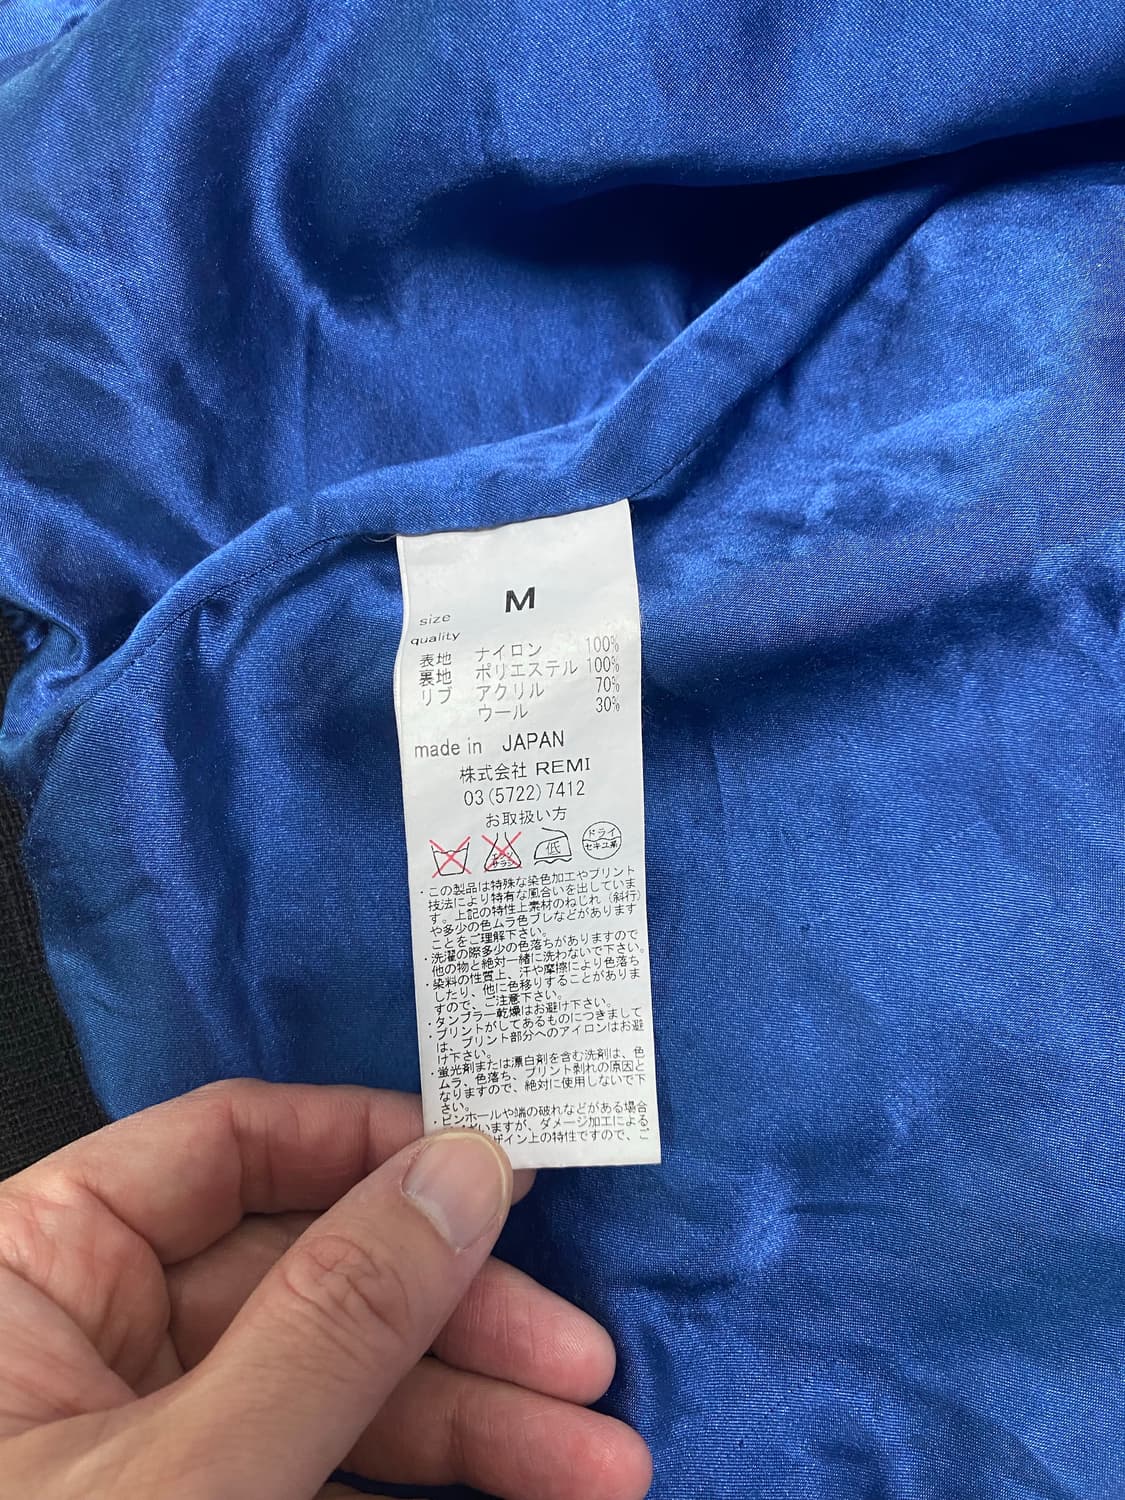 size M
quality
表地 ナイロン 100%
裏地 ポリエステル 100%
リブ アクリル 70%
ウール 30%
made in JAPAN
株式会社 REMI
03(5722)7412
お取扱い方
エンソ サラシ 低 ドライ セキユ系
・この製品は特殊な染色加工やプリント
技法により特有な風合いを出していま
す。上記の特性上素材のねじれ（斜行）
や多少の色ムラ色ブレなどがあります
ことをご理解下さい。
・洗濯の際多少の色落ちがありますので
他の物と絶対一緒に洗わないで下さい。
・染料の性質上、汗や摩擦により色落ち
したり、他に色移りすることがありま
すので、ご注意下さい。
・タンブラー乾燥はお避け下さい。
・プリントがしてあるものにつきまして
は、プリント部分へのアイロンはお避
け下さい。
・蛍光剤または漂白剤を含む洗剤は、色
ムラ、色落ち、プリント剥れの原因と
なりますので、絶対に使用しないで下
さい。
・ピンホールや端の破れなどがある場合
いますが、ダメージ加工による
ザイン上の特性ですので、ご